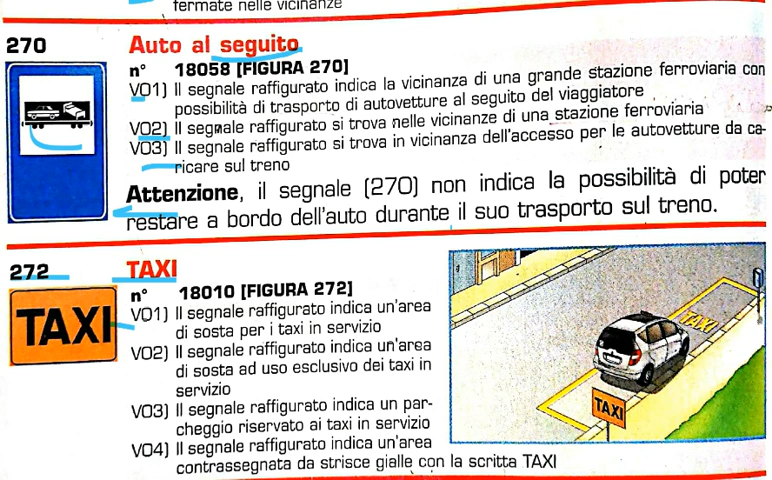 fermate nelle vicinanze
270
Auto al seguito
n° 18058 [FIGURA 270]
V01) Il segnale raffigurato indica la vicinanza di una grande stazione ferroviaria con
possibilità di trasporto di autovetture al seguito del viaggiatore
V02) Il segnale raffigurato si trova nelle vicinanze di una stazione ferroviaria
V03) Il segnale raffigurato si trova in vicinanza dell'accesso per le autovetture da ca-
ricare sul treno
Attenzione, il segnale (270) non indica la possibilità di poter
restare a bordo dell'auto durante il suo trasporto sul treno.
272
TAXI
n° 18010 [FIGURA 272]
TAXI
V01) Il segnale raffigurato indica un'area
di sosta per i taxi in servizio
V02) Il segnale raffigurato indica un'area
di sosta ad uso esclusivo dei taxi in
servizio
V03) Il segnale raffigurato indica un par-
cheggio riservato ai taxi in servizio
V04) Il segnale raffigurato indica un'area
contrassegnata da strisce gialle con la scritta TAXI
TAXI
TAXI